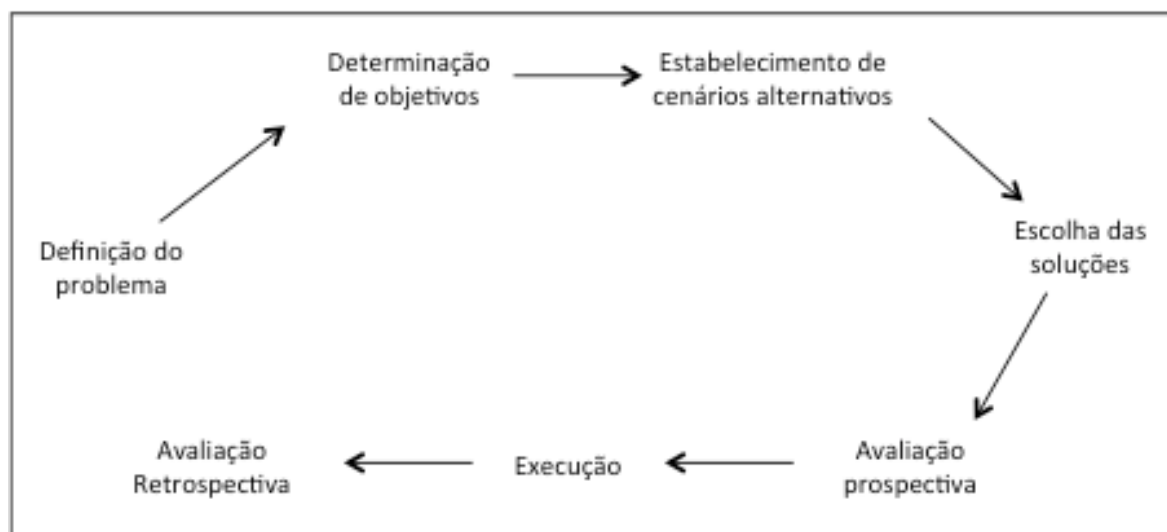 Determinação
de objetivos
Estabelecimento de
cenários alternativos
Definição do
problema
Escolha das
soluções
Avaliação
Retrospectiva
Execução
Avaliação
prospectiva